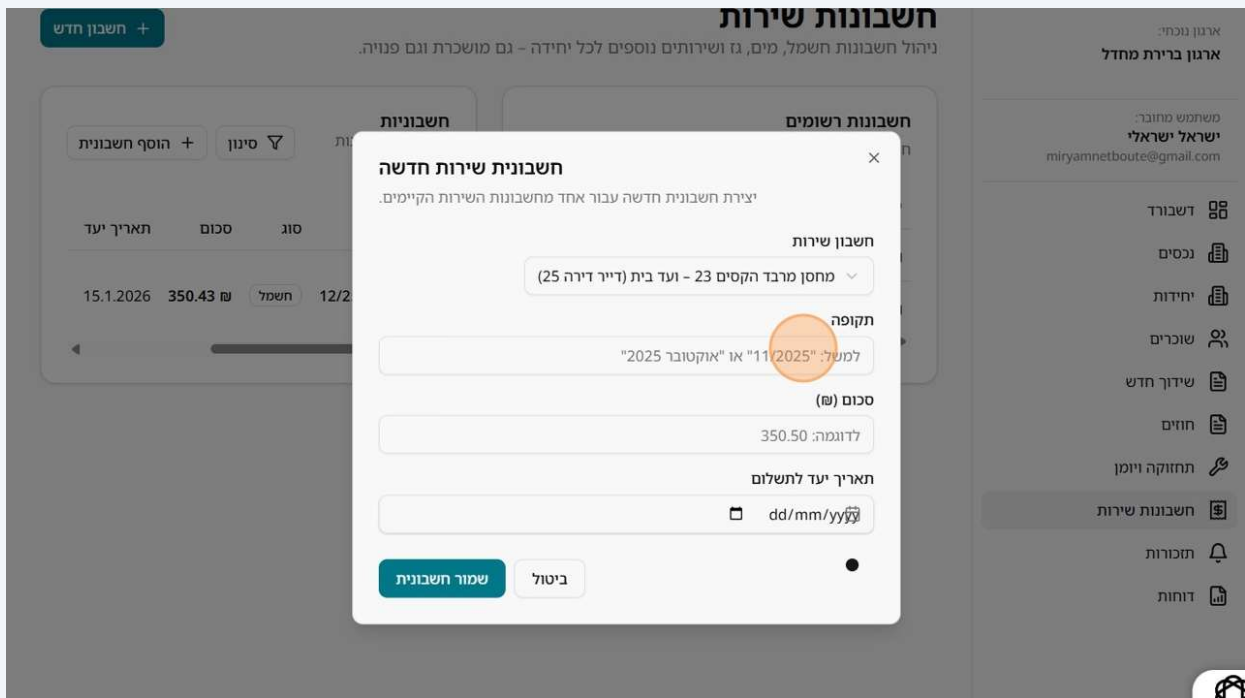 חשבונות שירות
ניהול חשבונות חשמל, מים, גז ושירותים נוספים לכל יחידה – גם מושכרת וגם פנויה.
+ חשבון חדש
ארגון נוכחי:
ארגון ברירת מחדל
משתמש מחובר:
ישראל ישראלי
miryamnetboute@gmail.com
דשבורד
נכסים
יחידות
שוכרים
שידוך חדש
חוזים
תחזוקה ויומן
חשבונות שירות
תזכורות
דוחות
חשבונות רשומים
חשבוניות
סינון
+ הוסף חשבונית
סוג סכום תאריך יעד
חשמל ₪ 350.43 15.1.2026
חשבונית שירות חדשה
יצירת חשבונית חדשה עבור אחד מחשבונות השירות הקיימים.
חשבון שירות
מחסן מרבד הקסים 23 – ועד בית (דייר דירה 25)
תקופה
למשל: "11/2025" או "אוקטובר 2025"
סכום (₪)
לדוגמה: 350.50
תאריך יעד לתשלום
dd/mm/yyyy
ביטול
שמור חשבונית